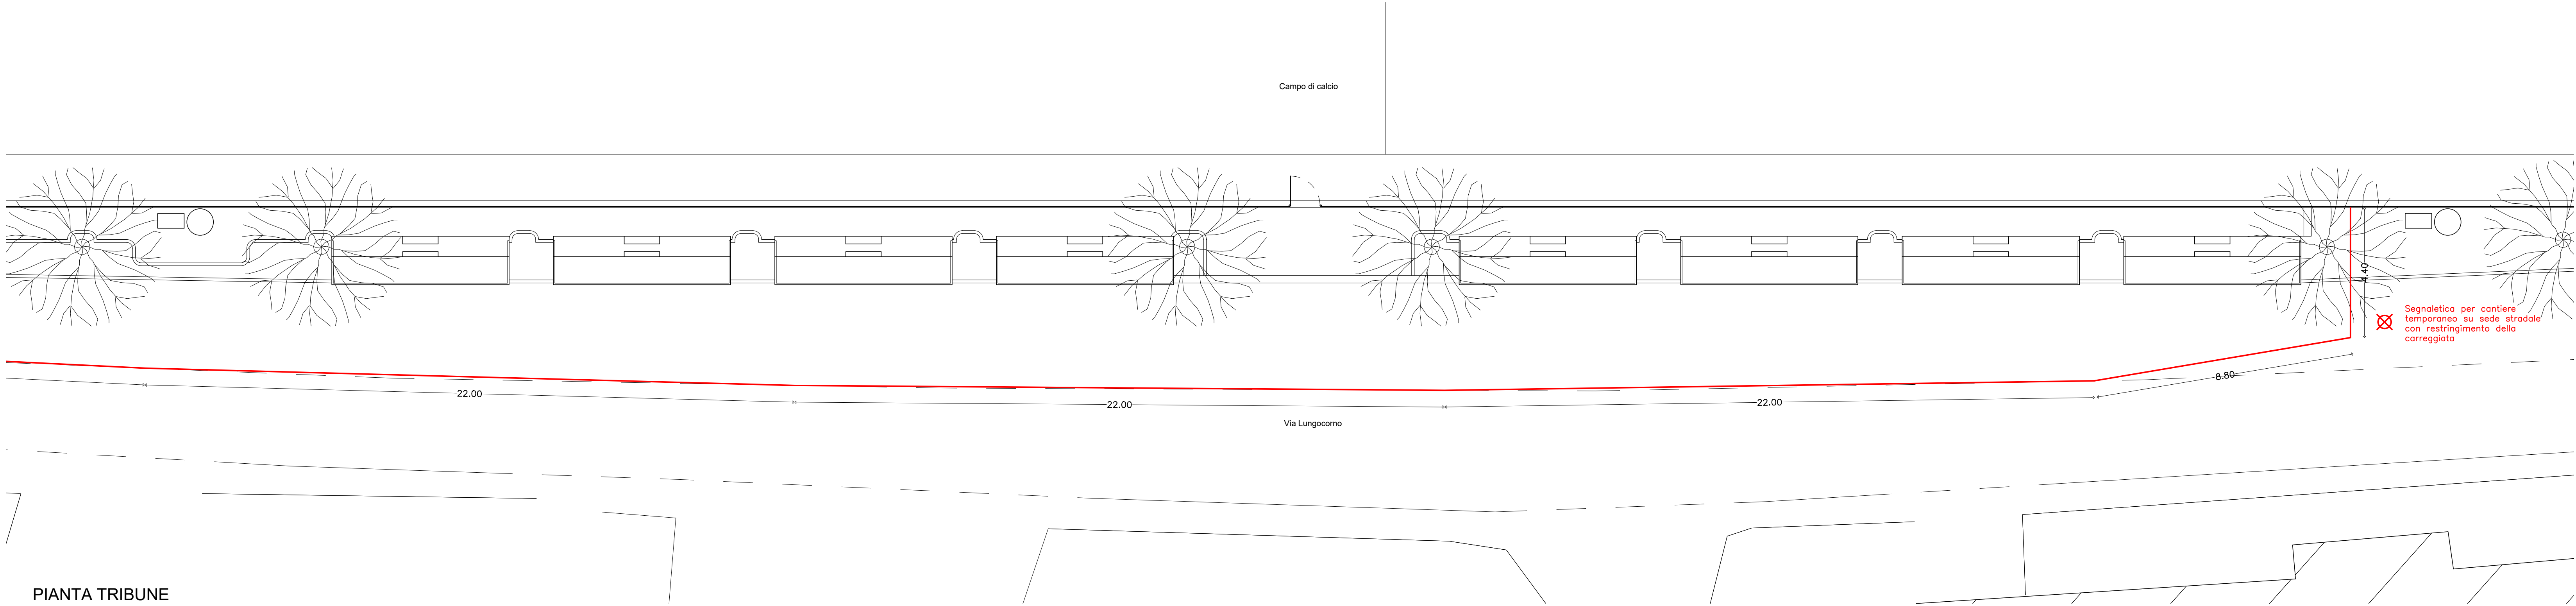 Campo di calcio
4.40
Segnaletica per cantiere
temporaneo su sede stradale
con restringimento della
carreggiata
8.80
22.00
22.00
22.00
Via Lungocorno
PIANTA TRIBUNE